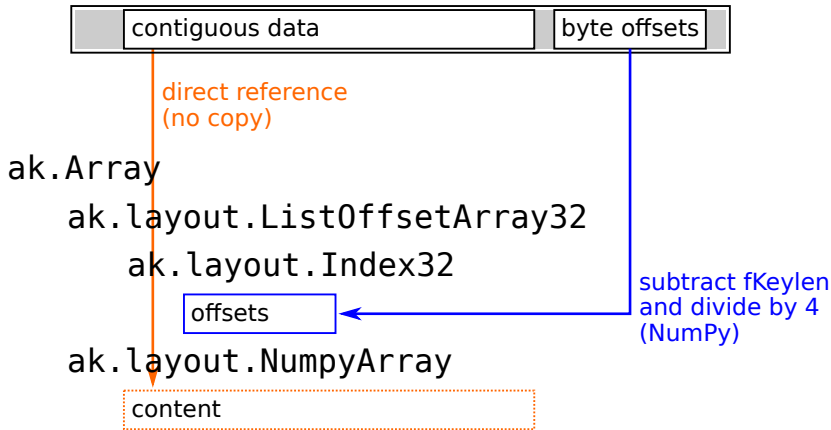 contiguous data
byte offsets
direct reference
(no copy)
ak.Array
ak.layout.ListOffsetArray32
ak.layout.Index32
subtract fKeylen
and divide by 4
(NumPy)
offsets
ak.layout.NumpyArray
content